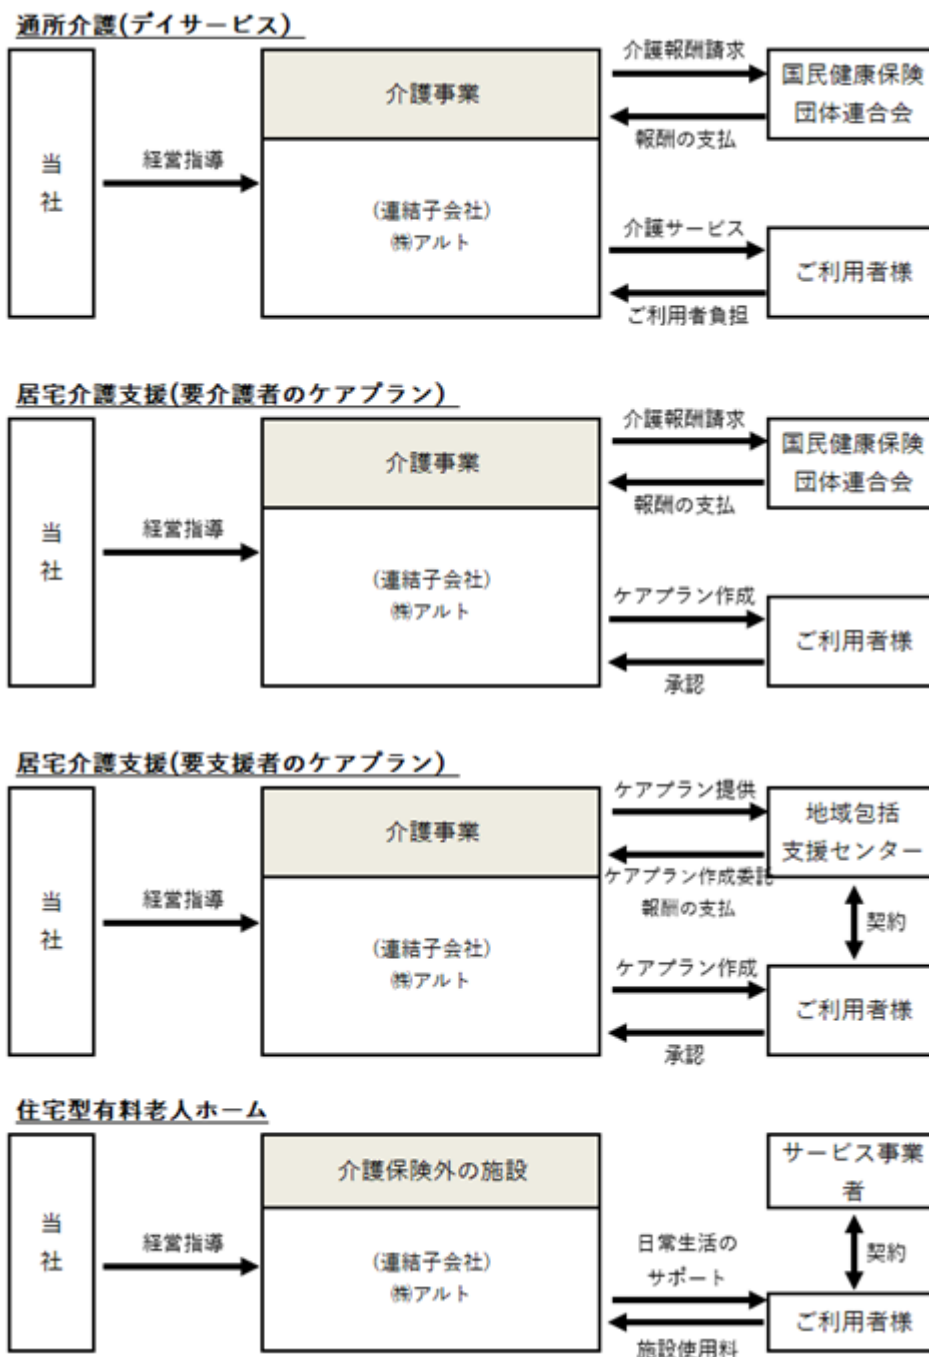 通所介護(デイサービス)
当
社
経営指導
介護事業
(連結子会社)
㈱アルト
介護報酬請求
報酬の支払
国民健康保険
団体連合会
介護サービス
ご利用者負担
ご利用者様
居宅介護支援(要介護者のケアプラン)
当
社
経営指導
介護事業
(連結子会社)
㈱アルト
介護報酬請求
報酬の支払
国民健康保険
団体連合会
ケアプラン作成
承認
ご利用者様
居宅介護支援(要支援者のケアプラン)
当
社
経営指導
介護事業
(連結子会社)
㈱アルト
ケアプラン提供
ケアプラン作成委託
報酬の支払
地域包括
支援センター
契約
ケアプラン作成
承認
ご利用者様
住宅型有料老人ホーム
当
社
経営指導
介護保険外の施設
(連結子会社)
㈱アルト
サービス事業
者
契約
日常生活の
サポート
施設使用料
ご利用者様